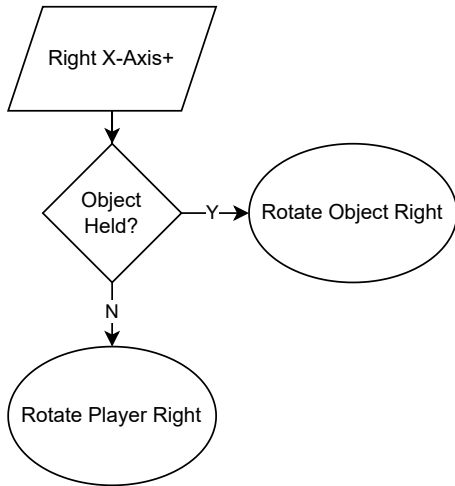 Right X-Axis+
Object
Held?
Y
Rotate Object Right
N
Rotate Player Right